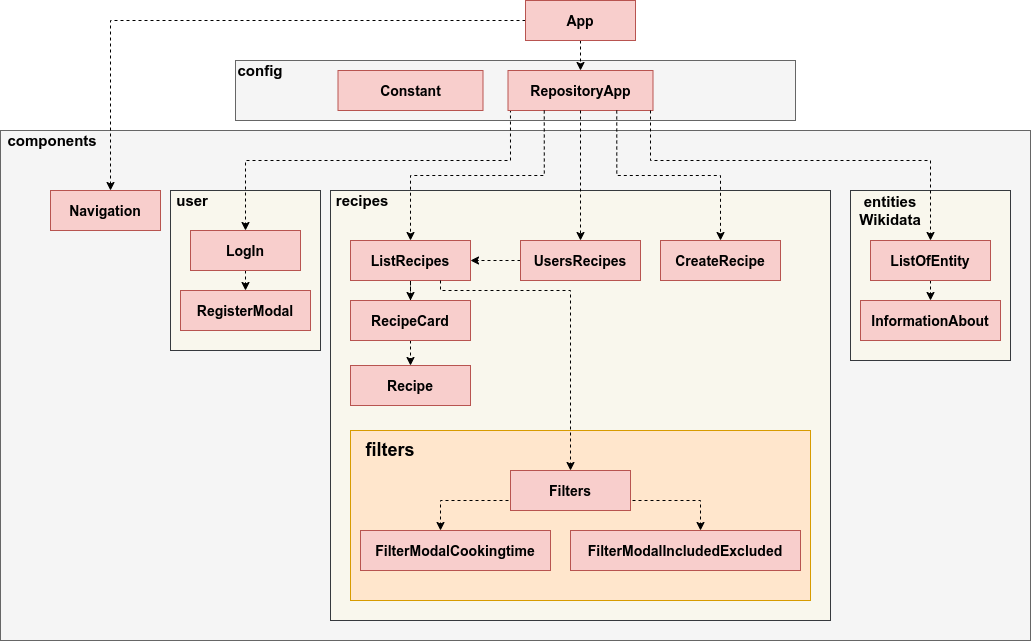 App
config
Constant
RepositoryApp
components
Navigation
user
LogIn
RegisterModal
recipes
ListRecipes
UsersRecipes
CreateRecipe
RecipeCard
Recipe
filters
Filters
FilterModalCookingtime
FilterModalIncludedExcluded
entities
Wikidata
ListOfEntity
InformationAbout